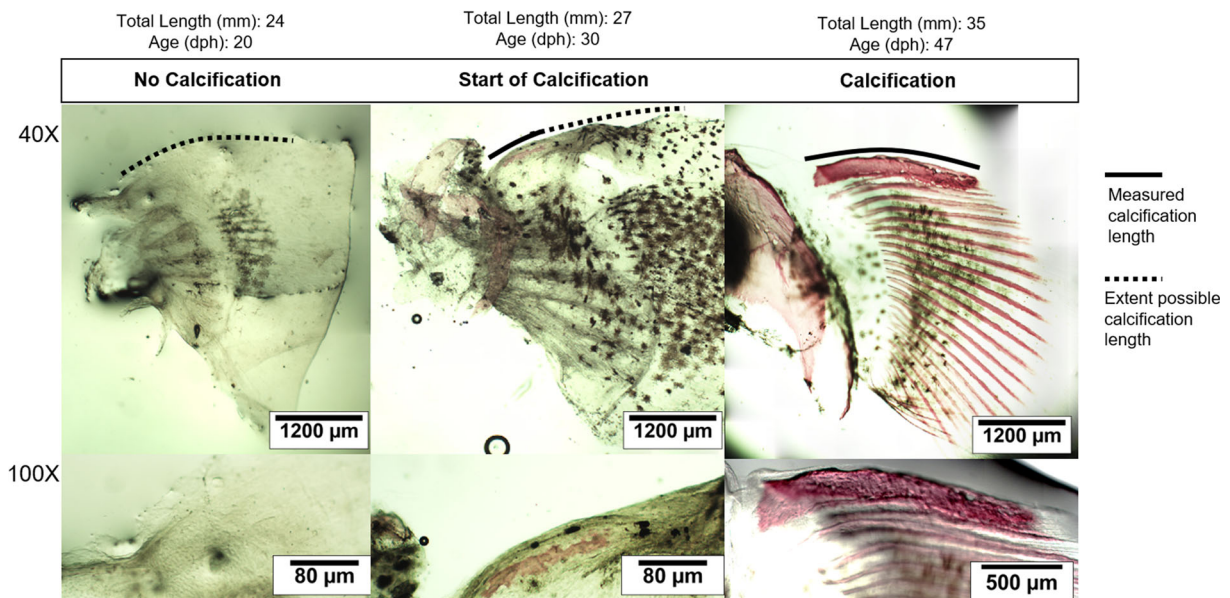 Total Length (mm): 24
Age (dph): 20
Total Length (mm): 27
Age (dph): 30
Total Length (mm): 35
Age (dph): 47
No Calcification
Start of Calcification
Calcification
40X
1200 µm
1200 µm
1200 µm
Measured
calcification
length
Extent possible
calcification
length
100X
80 µm
80 µm
500 µm